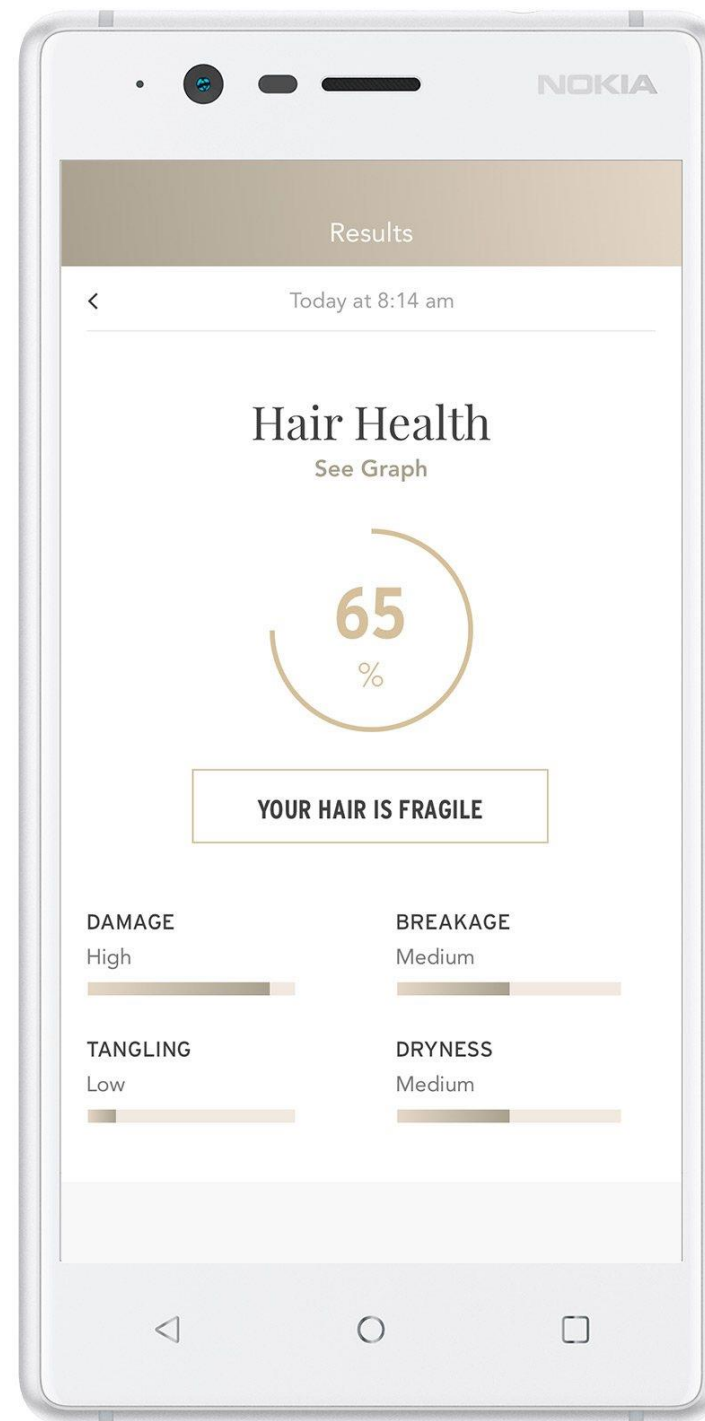 NOKIA
Results
Today at 8:14 am
Hair Health
See Graph
65
%
YOUR HAIR IS FRAGILE
DAMAGE
High
BREAKAGE
Medium
TANGLING
Low
DRYNESS
Medium